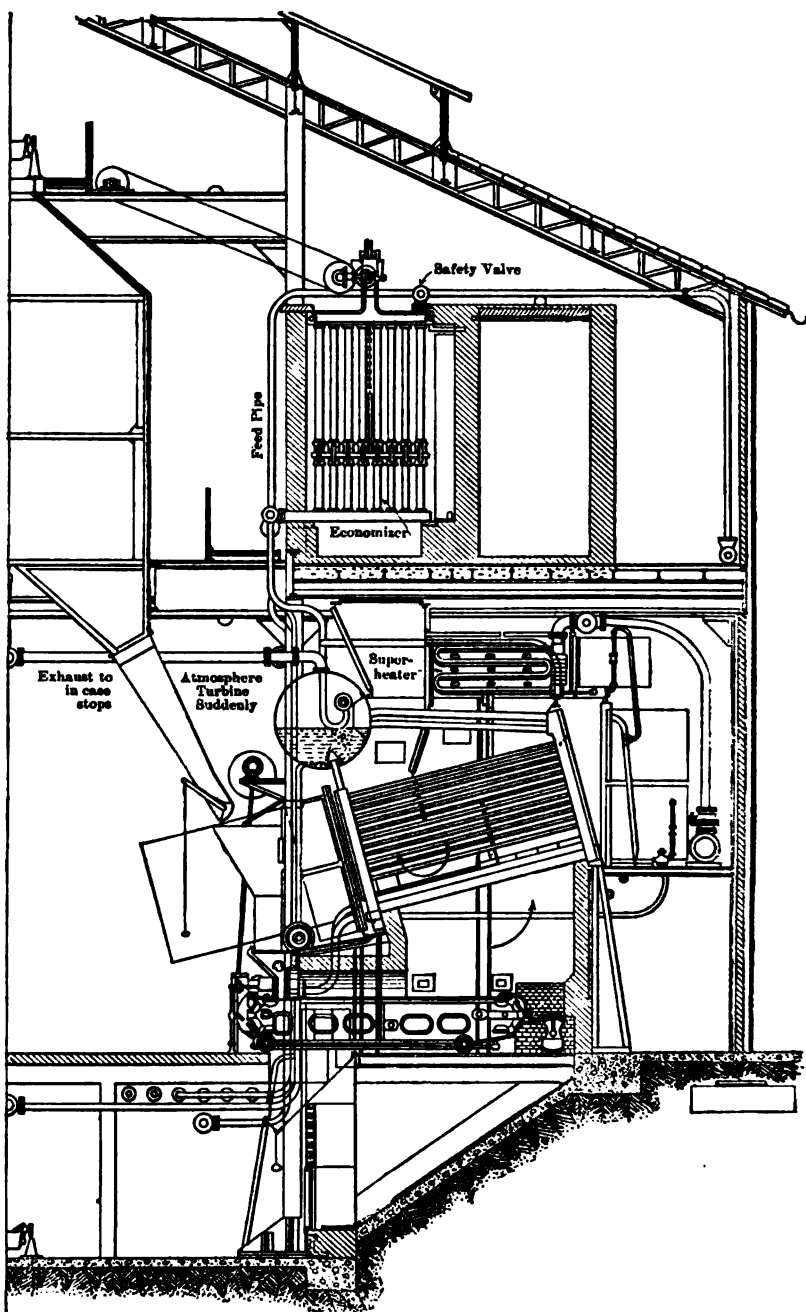 Safety Valve
Feed Pipe
Economizer
Super-
heater
Exhaust to Atmosphere
in case Turbine
stops Suddenly